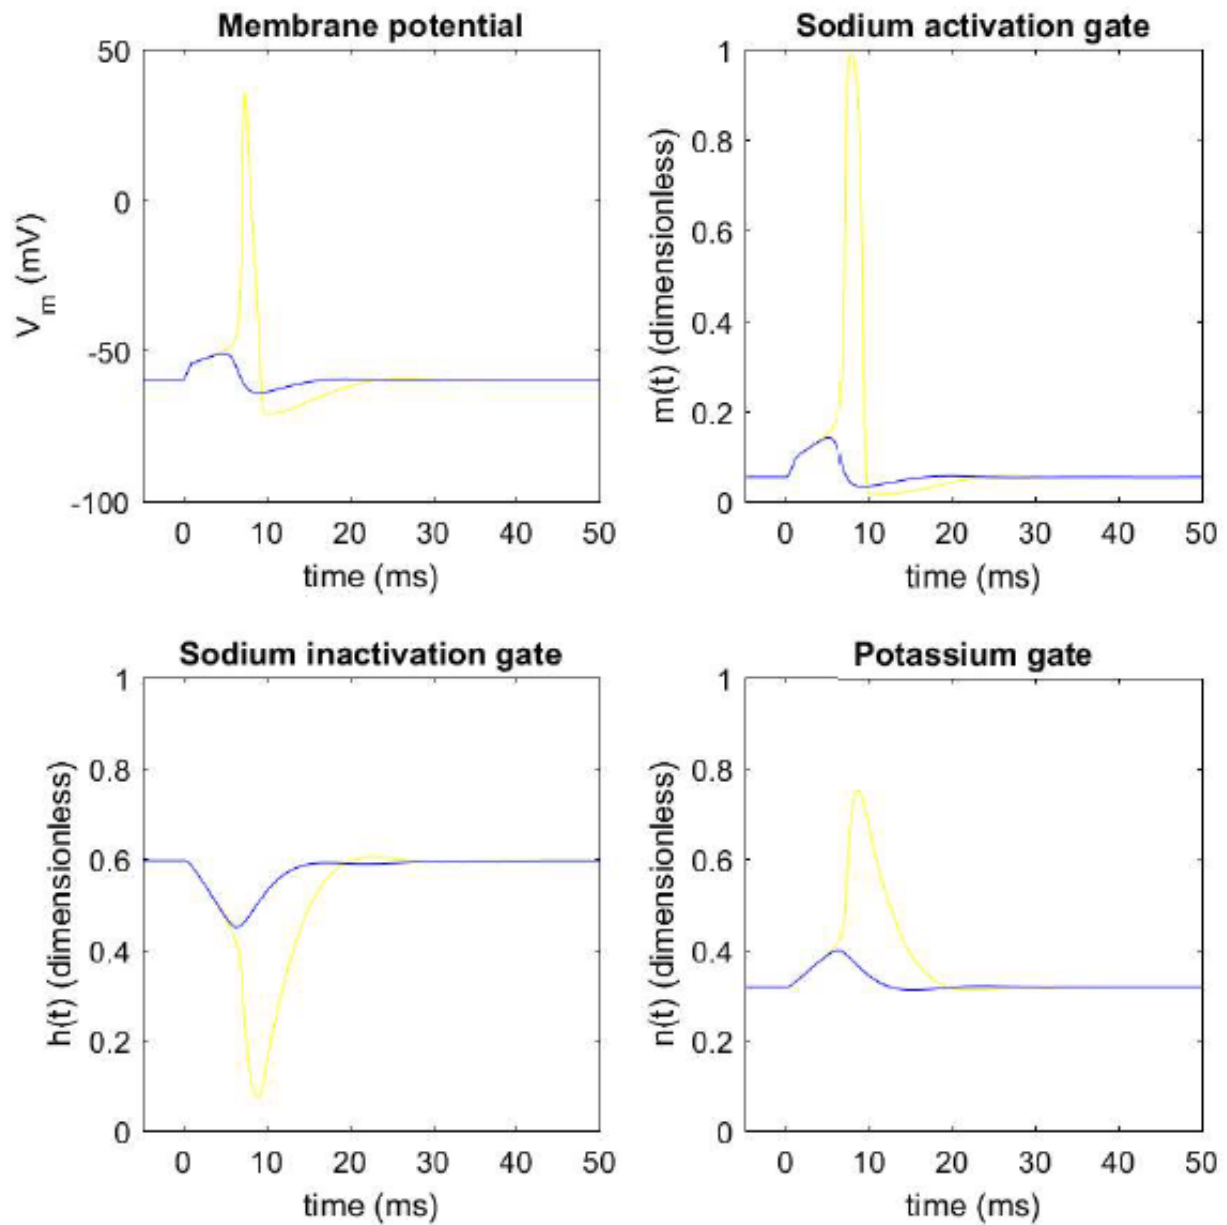 Membrane potential
50
0
-50
-100
V_m (mV)
0 10 20 30 40 50
time (ms)
Sodium activation gate
1
0.8
0.6
0.4
0.2
0
m(t) (dimensionless)
0 10 20 30 40 50
time (ms)
Sodium inactivation gate
1
0.8
0.6
0.4
0.2
0
h(t) (dimensionless)
0 10 20 30 40 50
time (ms)
Potassium gate
1
0.8
0.6
0.4
0.2
0
n(t) (dimensionless)
0 10 20 30 40 50
time (ms)